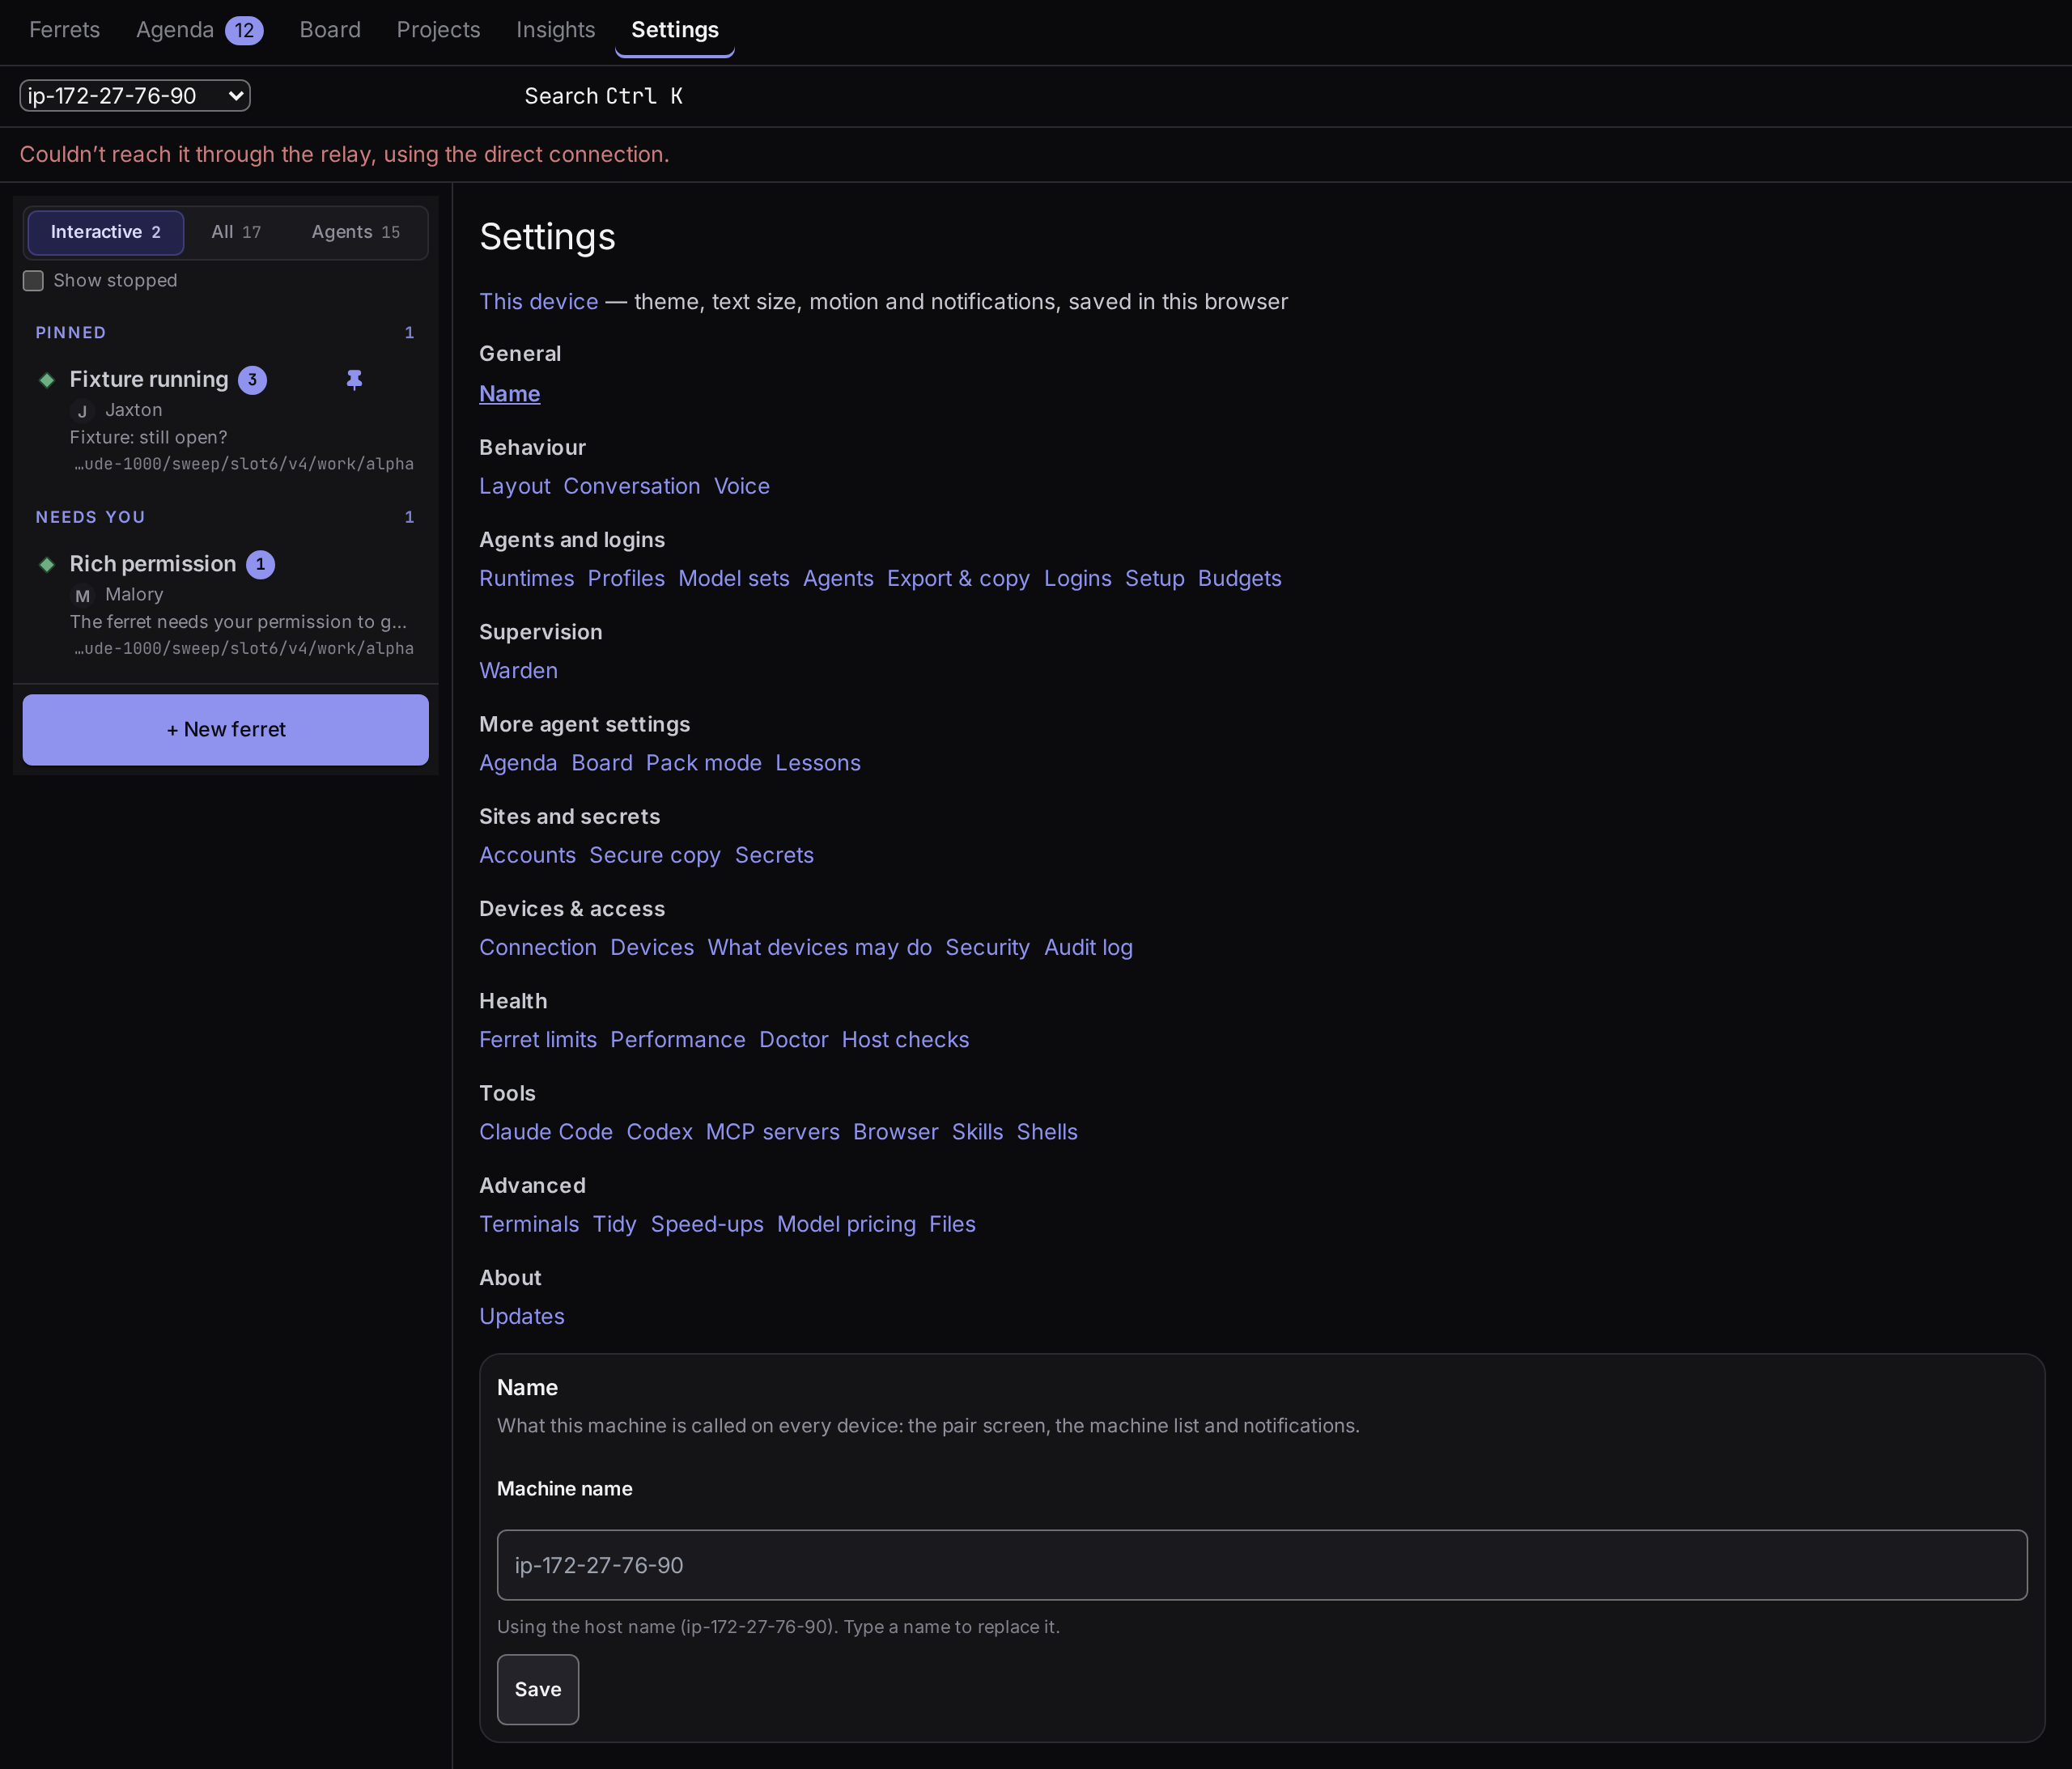 Ferrets Agenda 12 Board Projects Insights Settings
ip-172-27-76-90 Search Ctrl K
Couldn’t reach it through the relay, using the direct connection.
Interactive 2 All 17 Agents 15
Show stopped
PINNED 1
Fixture running 3
J Jaxton
Fixture: still open?
…ude-1000/sweep/slot6/v4/work/alpha
NEEDS YOU 1
Rich permission 1
M Malory
The ferret needs your permission to g…
…ude-1000/sweep/slot6/v4/work/alpha
+ New ferret
Settings
This device — theme, text size, motion and notifications, saved in this browser
General
Name
Behaviour
Layout Conversation Voice
Agents and logins
Runtimes Profiles Model sets Agents Export & copy Logins Setup Budgets
Supervision
Warden
More agent settings
Agenda Board Pack mode Lessons
Sites and secrets
Accounts Secure copy Secrets
Devices & access
Connection Devices What devices may do Security Audit log
Health
Ferret limits Performance Doctor Host checks
Tools
Claude Code Codex MCP servers Browser Skills Shells
Advanced
Terminals Tidy Speed-ups Model pricing Files
About
Updates
Name
What this machine is called on every device: the pair screen, the machine list and notifications.
Machine name
ip-172-27-76-90
Using the host name (ip-172-27-76-90). Type a name to replace it.
Save